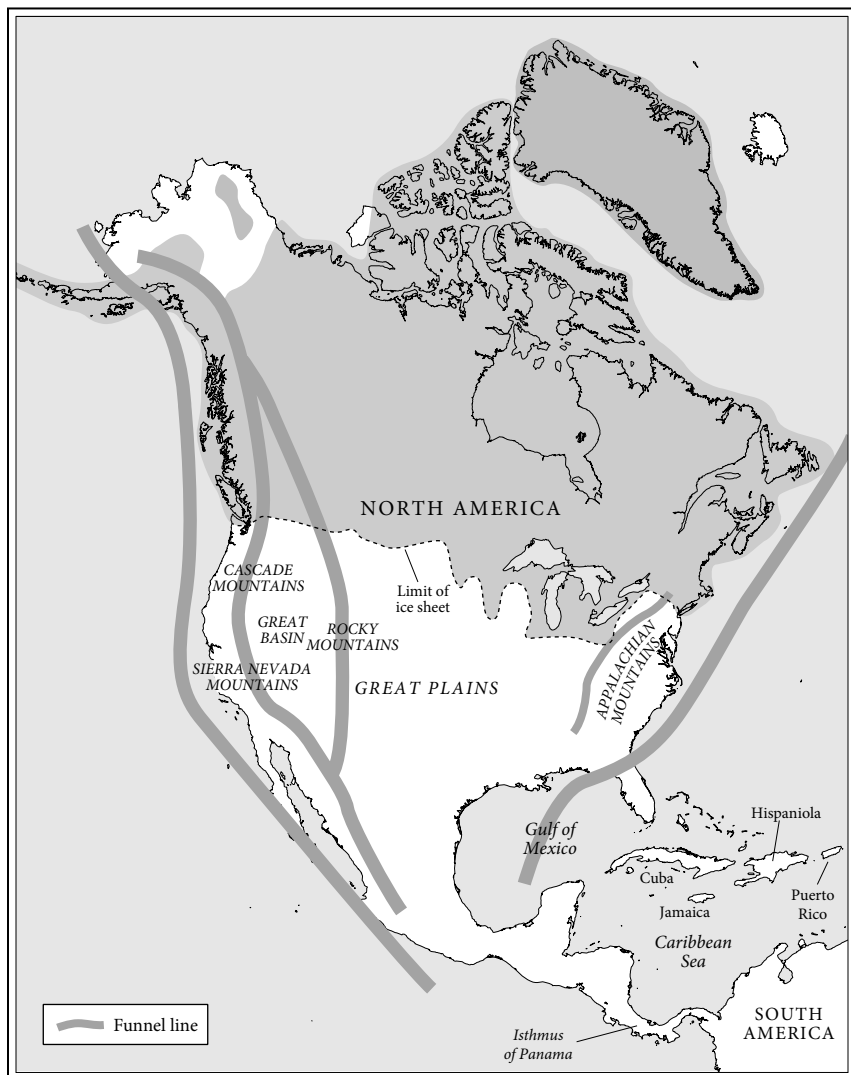 NORTH AMERICA
CASCADE
MOUNTAINS
Limit of
ice sheet
GREAT
BASIN
ROCKY
MOUNTAINS
SIERRA NEVADA
MOUNTAINS
GREAT PLAINS
APPALACHIAN
MOUNTAINS
Gulf of
Mexico
Hispaniola
Cuba
Puerto
Rico
Jamaica
Caribbean
Sea
SOUTH
AMERICA
Isthmus
of Panama
Funnel line